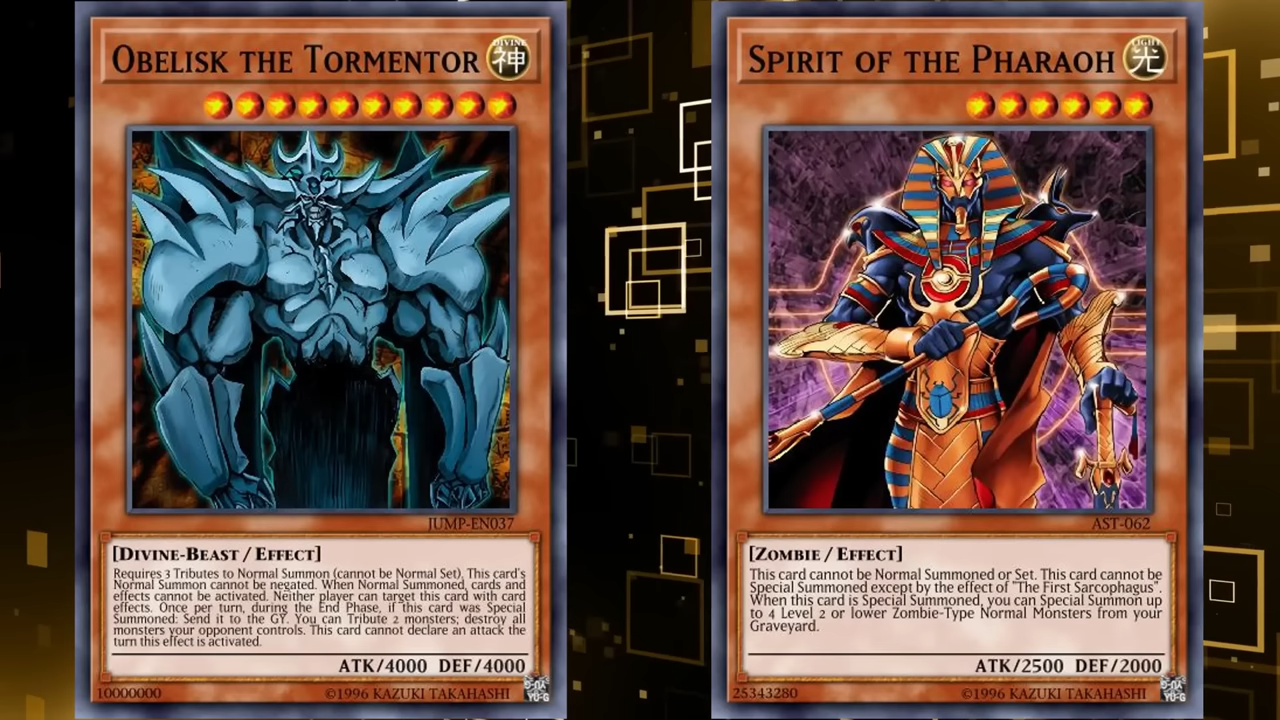 OBELISK THE TORMENTOR
DIVINE
神
JUMP-EN037
[DIVINE-BEAST / EFFECT]
Requires 3 Tributes to Normal Summon (cannot be Normal Set). This card's
Normal Summon cannot be negated. When Normal Summoned, cards and
effects cannot be activated. Neither player can target this card with card
effects. Once per turn, during the End Phase, if this card was Special
Summoned: Send it to the GY. You can Tribute 2 monsters; destroy all
monsters your opponent controls. This card cannot declare an attack the
turn this effect is activated.
ATK/4000 DEF/4000
10000000
©1996 KAZUKI TAKAHASHI
SPIRIT OF THE PHARAOH
LIGHT
光
AST-062
[ZOMBIE / EFFECT]
This card cannot be Normal Summoned or Set. This card cannot be
Special Summoned except by the effect of "The First Sarcophagus".
When this card is Special Summoned, you can Special Summon up
to 4 Level 2 or lower Zombie-Type Normal Monsters from your
Graveyard.
ATK/2500 DEF/2000
25343280
©1996 KAZUKI TAKAHASHI